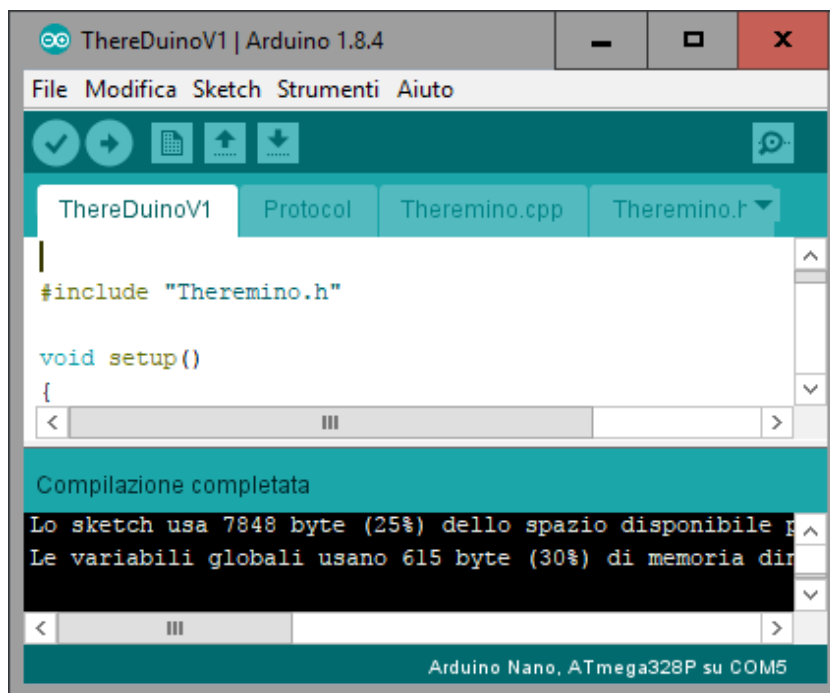 ThereDuinoV1 | Arduino 1.8.4
File Modifica Sketch Strumenti Aiuto
ThereDuinoV1 Protocol Theremino.cpp Theremino.h
#include "Theremino.h"
void setup()
{
Compilazione completata
Lo sketch usa 7848 byte (25%) dello spazio disponibile p
Le variabili globali usano 615 byte (30%) di memoria din
Arduino Nano, ATmega328P su COM5